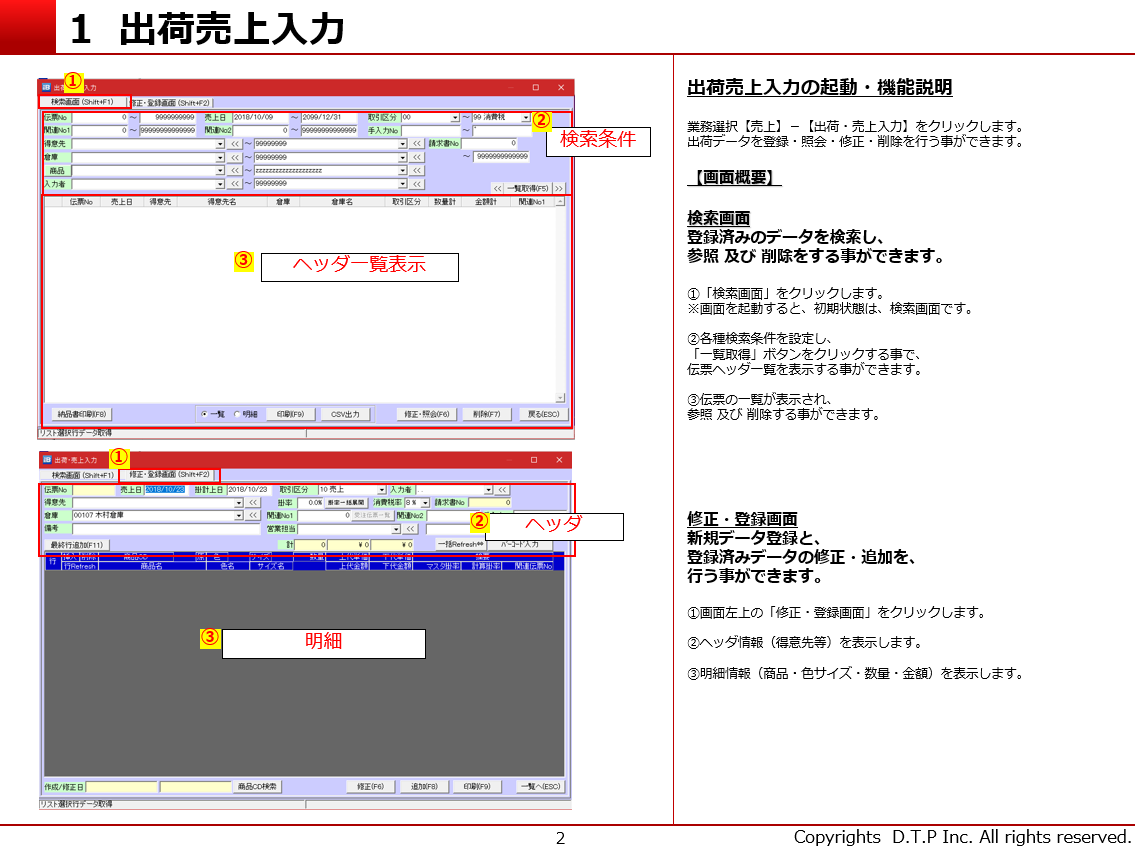 1 出荷売上入力
①
出荷・売上入力
検索画面(Shift+F1) 修正・登録画面(Shift+F2)
伝票No 0 ～ 9999999999 売上日 2018/10/09 ～ 2099/12/31 取引区分 00 ～ 99 消費税
②
検索条件
関連No1 0 ～ 9999999999999 関連No2 0 ～ 9999999999999 手入力No ～
得意先 << ～ 99999999 << 請求書No 0
倉庫 << ～ 99999999 << ～ 9999999999999
商品 << ～ zzzzzzzzzzzzzzzzzzzz <<
入力者 << ～ 99999999 << << 一覧取得(F5) >>
伝票No 売上日 得意先 得意先名 倉庫 倉庫名 取引区分 数量計 金額計 関連No1
③
ヘッダ一覧表示
納品書印刷(F8) 一覧 明細 印刷(F9) CSV出力 修正・照会(F6) 削除(F7) 戻る(ESC)
リスト選択行データ取得
①
出荷・売上入力
検索画面(Shift+F1) 修正・登録画面(Shift+F2)
伝票No 売上日 2018/10/23 掛計上日 2018/10/23 取引区分 10 売上 入力者 <<
得意先 << 掛率 0.0% 掛率一括展開 消費税率 8% 請求書No 0
倉庫 00107 木村倉庫 << 関連No1 0 受注伝票一覧 関連No2
備考 営業担当 <<
②
ヘッダ
最終行追加(F11) 計 0 ¥0 ¥0 一括Refresh バーコード入力
行 挿入 削除 商品CD 色 サイズ 数量 上代単価 下代単価 摘要
行Refresh 商品名 色名 サイズ名 上代金額 下代金額 マスタ掛率 計算掛率 関連伝票No
③
明細
作成/修正日 商品CD検索 修正(F6) 追加(F8) 印刷(F9) 一覧へ(ESC)
リスト選択行データ取得
出荷売上入力の起動・機能説明
業務選択【売上】－【出荷・売上入力】をクリックします。
出荷データを登録・照会・修正・削除を行う事ができます。
【画面概要】
検索画面
登録済みのデータを検索し、
参照 及び 削除をする事ができます。
①「検索画面」をクリックします。
※画面を起動すると、初期状態は、検索画面です。
②各種検索条件を設定し、
「一覧取得」ボタンをクリックする事で、
伝票ヘッダ一覧を表示する事ができます。
③伝票の一覧が表示され、
参照 及び 削除する事ができます。
修正・登録画面
新規データ登録と、
登録済みデータの修正・追加を、
行う事ができます。
①画面左上の「修正・登録画面」をクリックします。
②ヘッダ情報（得意先等）を表示します。
③明細情報（商品・色サイズ・数量・金額）を表示します。
2
Copyrights D.T.P Inc. All rights reserved.